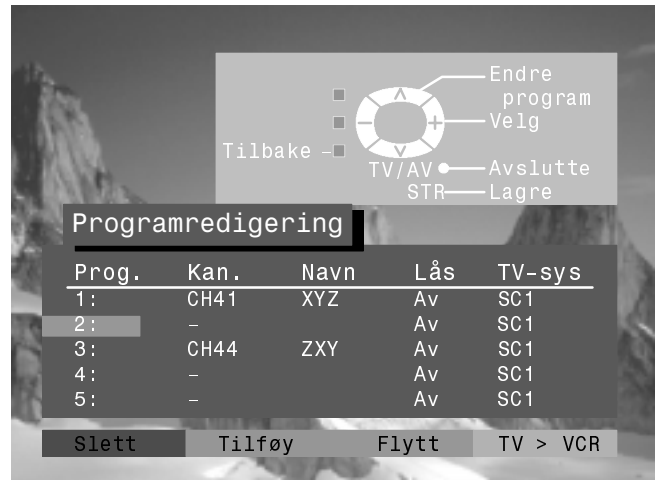 Endre
program
Velg
Tilbake
TV/AV Avslutte
STR Lagre
Programredigering
Prog. Kan. Navn Lås TV-sys
1: CH41 XYZ Av SC1
2: – Av SC1
3: CH44 ZXY Av SC1
4: – Av SC1
5: – Av SC1
Slett Tilføy Flytt TV > VCR